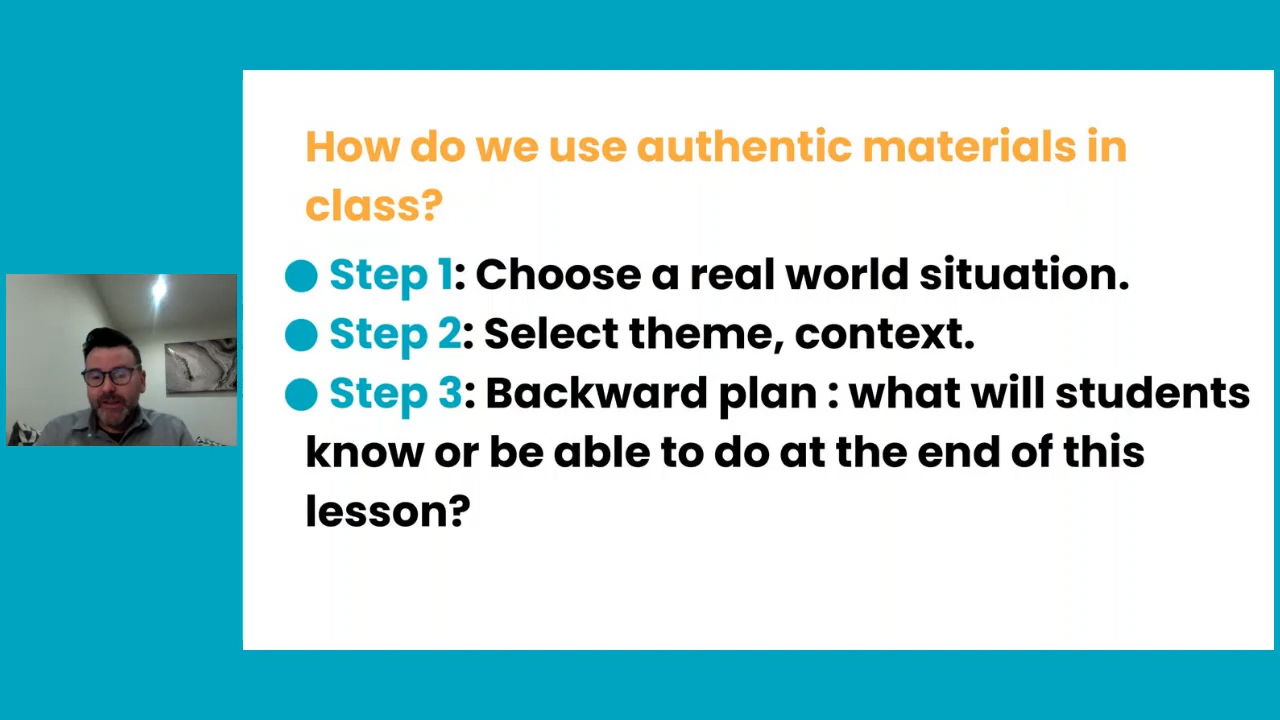 How do we use authentic materials in
class?
● Step 1: Choose a real world situation.
● Step 2: Select theme, context.
● Step 3: Backward plan : what will students
know or be able to do at the end of this
lesson?